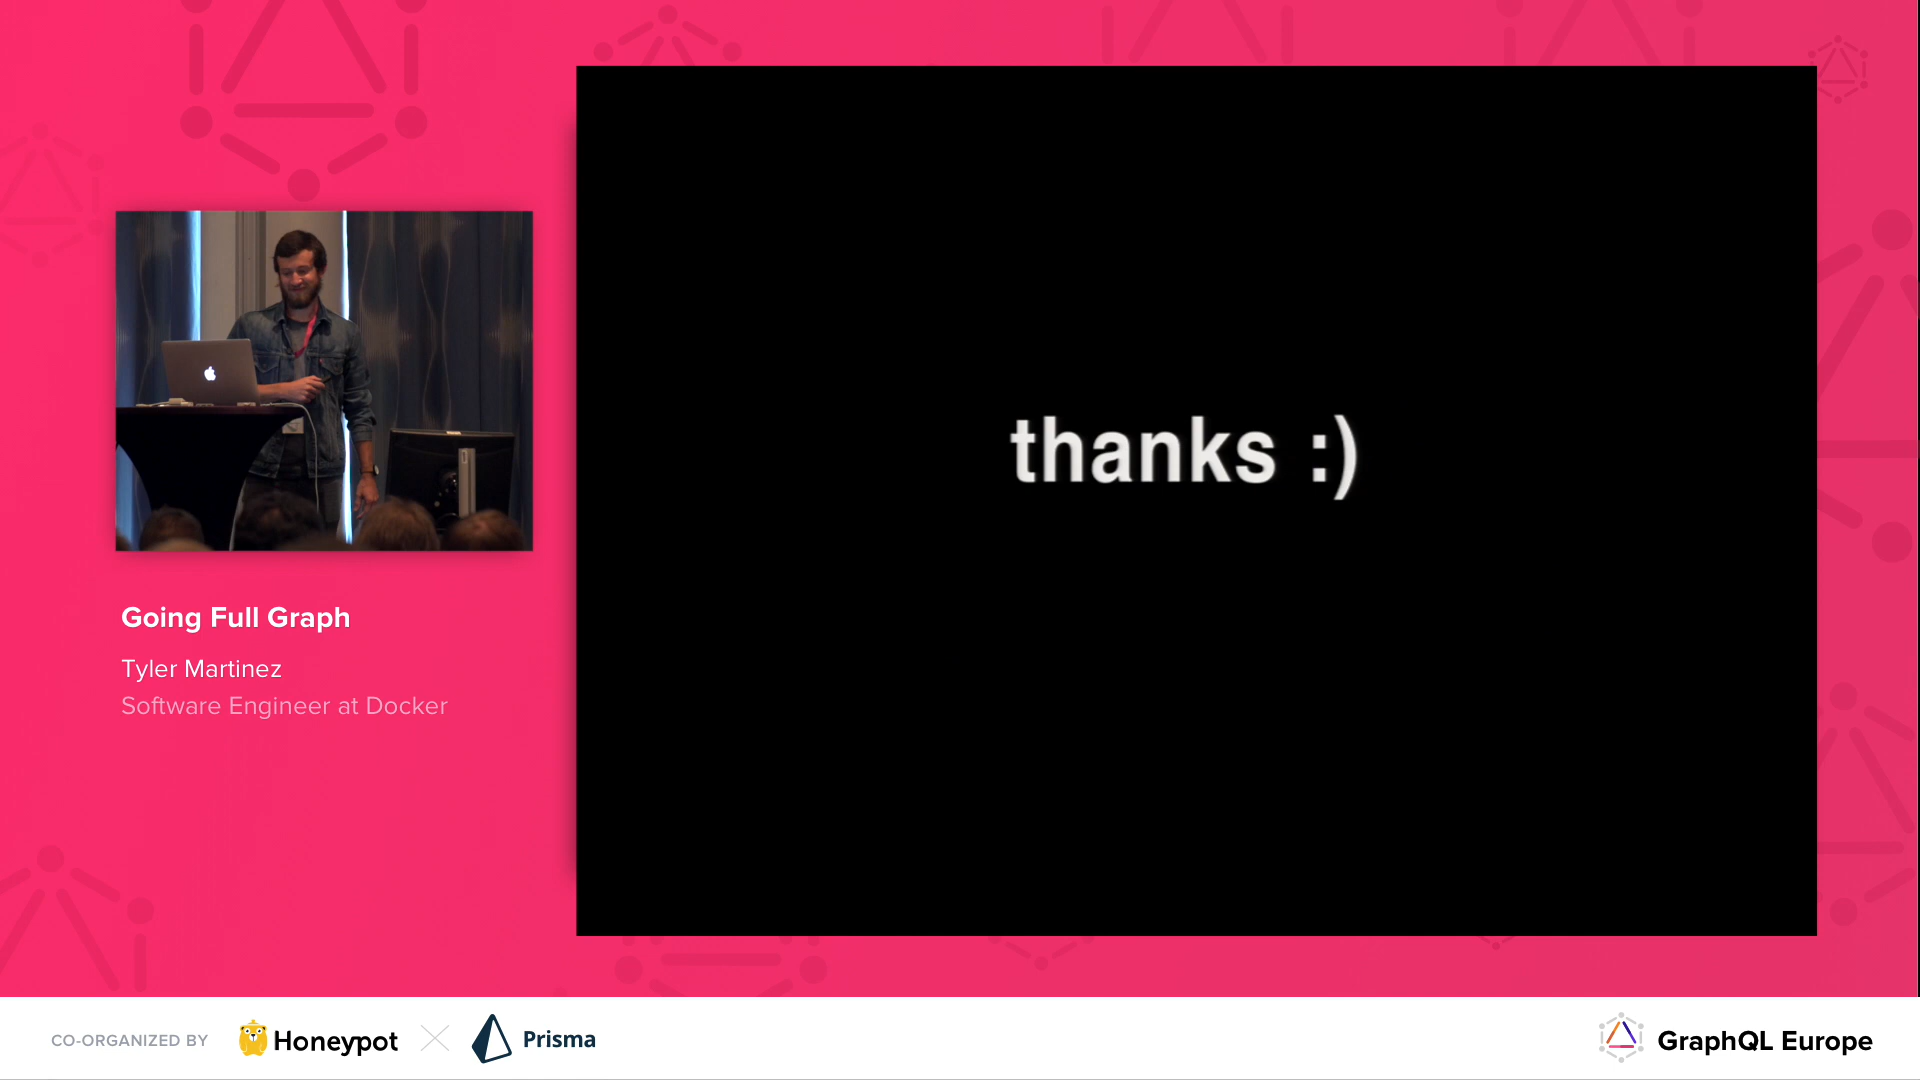 thanks :)
Going Full Graph
Tyler Martinez
Software Engineer at Docker
CO-ORGANIZED BY
Honeypot
Prisma
GraphQL Europe